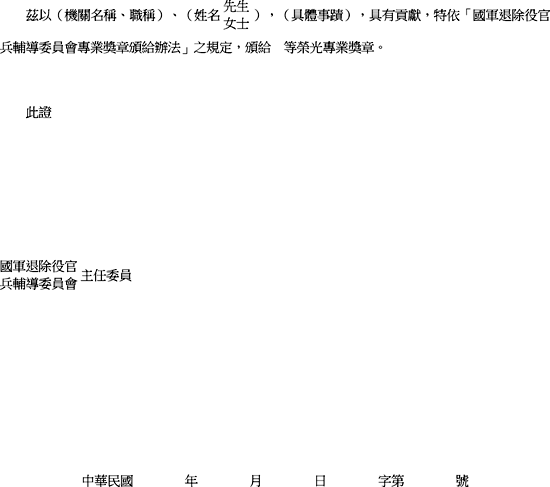 茲以（機關名稱、職稱）、（姓名先生女士），（具體事蹟），具有貢獻，特依「國軍退除役官
兵輔導委員會專業獎章頒給辦法」之規定，頒給　等榮光專業獎章。
此證
國軍退除役官
兵輔導委員會 主任委員
中華民國　　年　　月　　日　　字第　　號